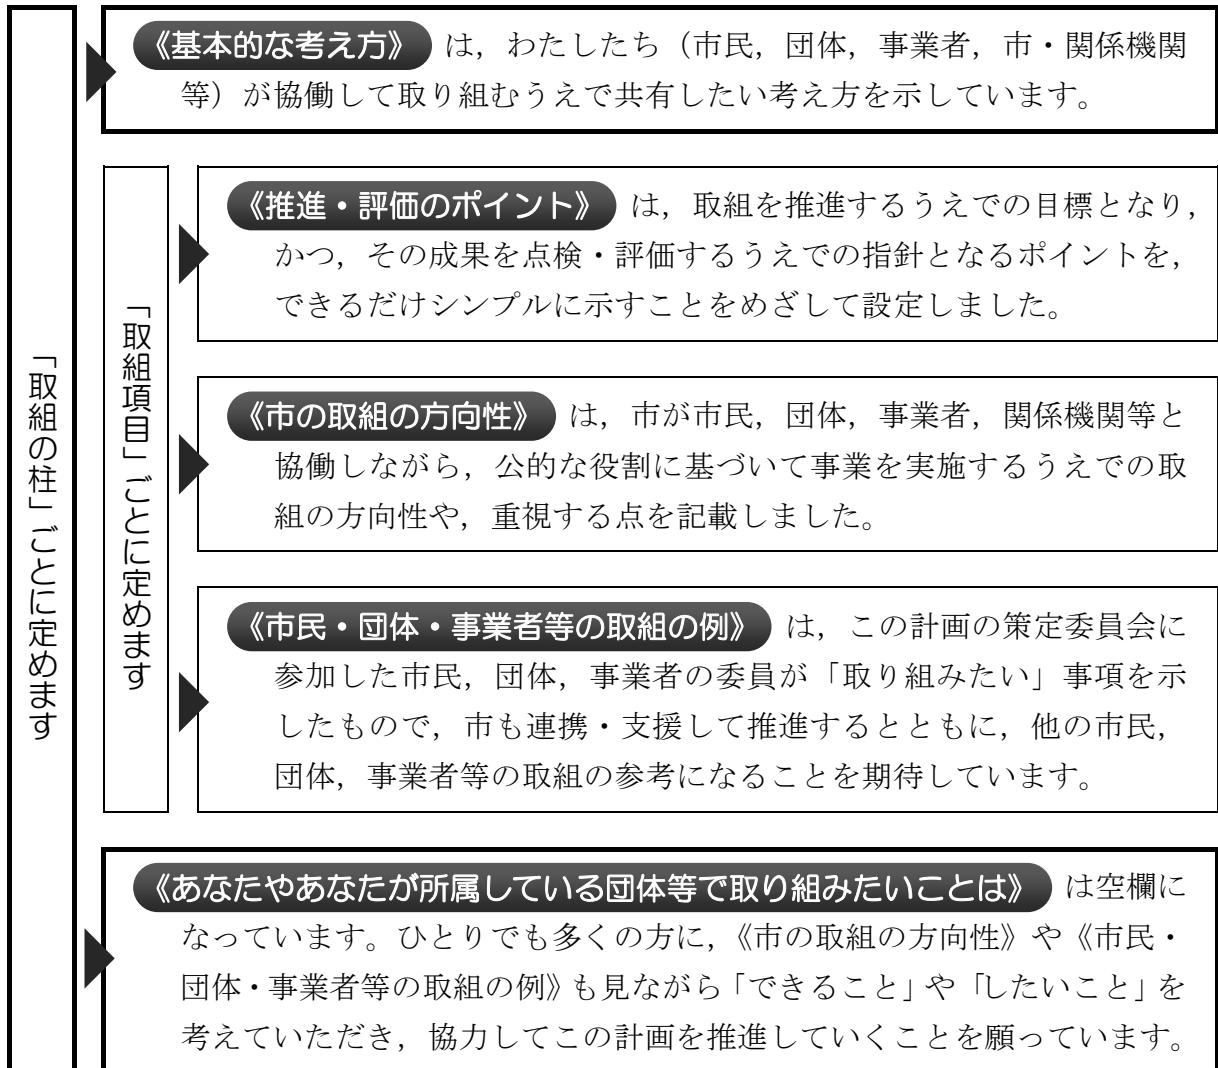 「取組の柱」ごとに定めます
《基本的な考え方》は，わたしたち（市民，団体，事業者，市・関係機関
等）が協働して取り組むうえで共有したい考え方を示しています。
「取組項目」ごとに定めます
《推進・評価のポイント》は，取組を推進するうえでの目標となり，
かつ，その成果を点検・評価するうえでの指針となるポイントを，
できるだけシンプルに示すことをめざして設定しました。
《市の取組の方向性》は，市が市民，団体，事業者，関係機関等と
協働しながら，公的な役割に基づいて事業を実施するうえでの取
組の方向性や，重視する点を記載しました。
《市民・団体・事業者等の取組の例》は，この計画の策定委員会に
参加した市民，団体，事業者の委員が「取り組みたい」事項を示
したもので，市も連携・支援して推進するとともに，他の市民，
団体，事業者等の取組の参考になることを期待しています。
《あなたやあなたが所属している団体等で取り組みたいことは》は空欄に
なっています。ひとりでも多くの方に，《市の取組の方向性》や《市民・
団体・事業者等の取組の例》も見ながら「できること」や「したいこと」を
考えていただき，協力してこの計画を推進していくことを願っています。